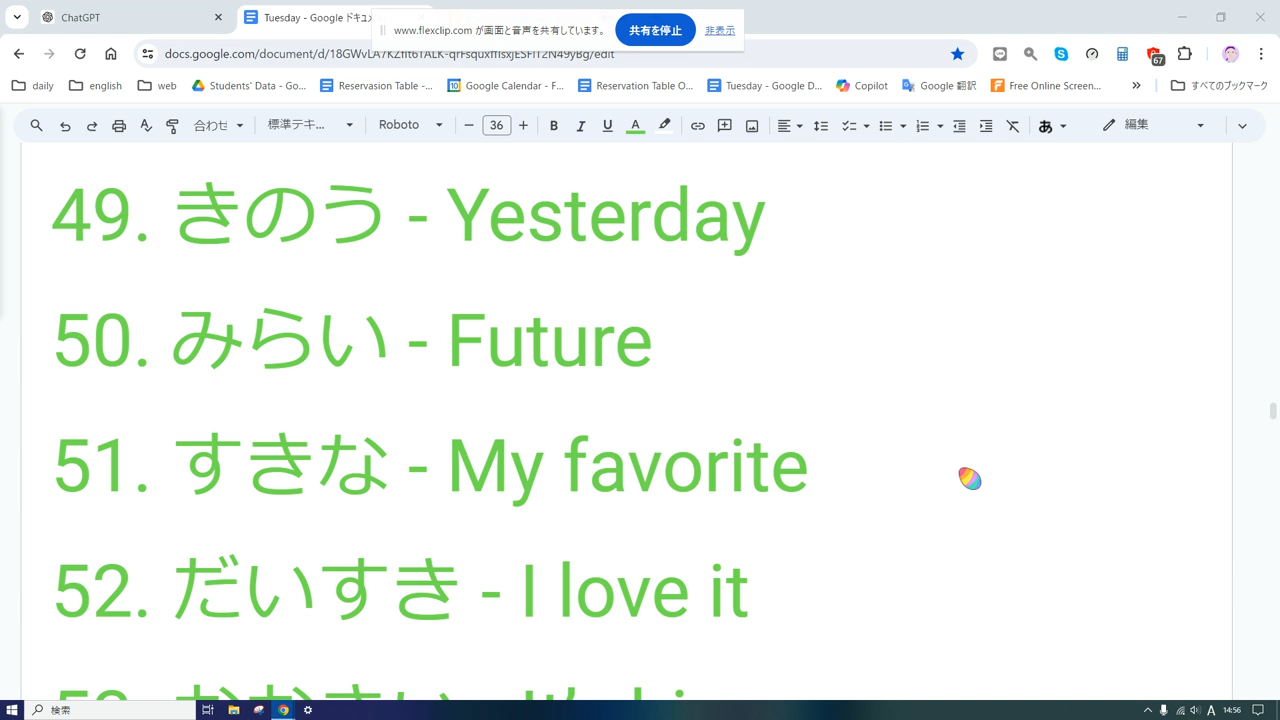 ChatGPT
Tuesday - Google ドキュメ
www.flexclip.com が画面と音声を共有しています。
共有を停止
非表示
daily
english
web
Students' Data - Go...
Reservasion Table -...
Google Calendar - F...
Reservation Table O...
Tuesday - Google D...
Copilot
Google 翻訳
Free Online Screen...
すべてのブックマーク
67
合わせ
標準テキ...
Roboto
36
編集
49. きのう - Yesterday
50. みらい - Future
51. すきな - My favorite
52. だいすき - I love it
検索
14:56